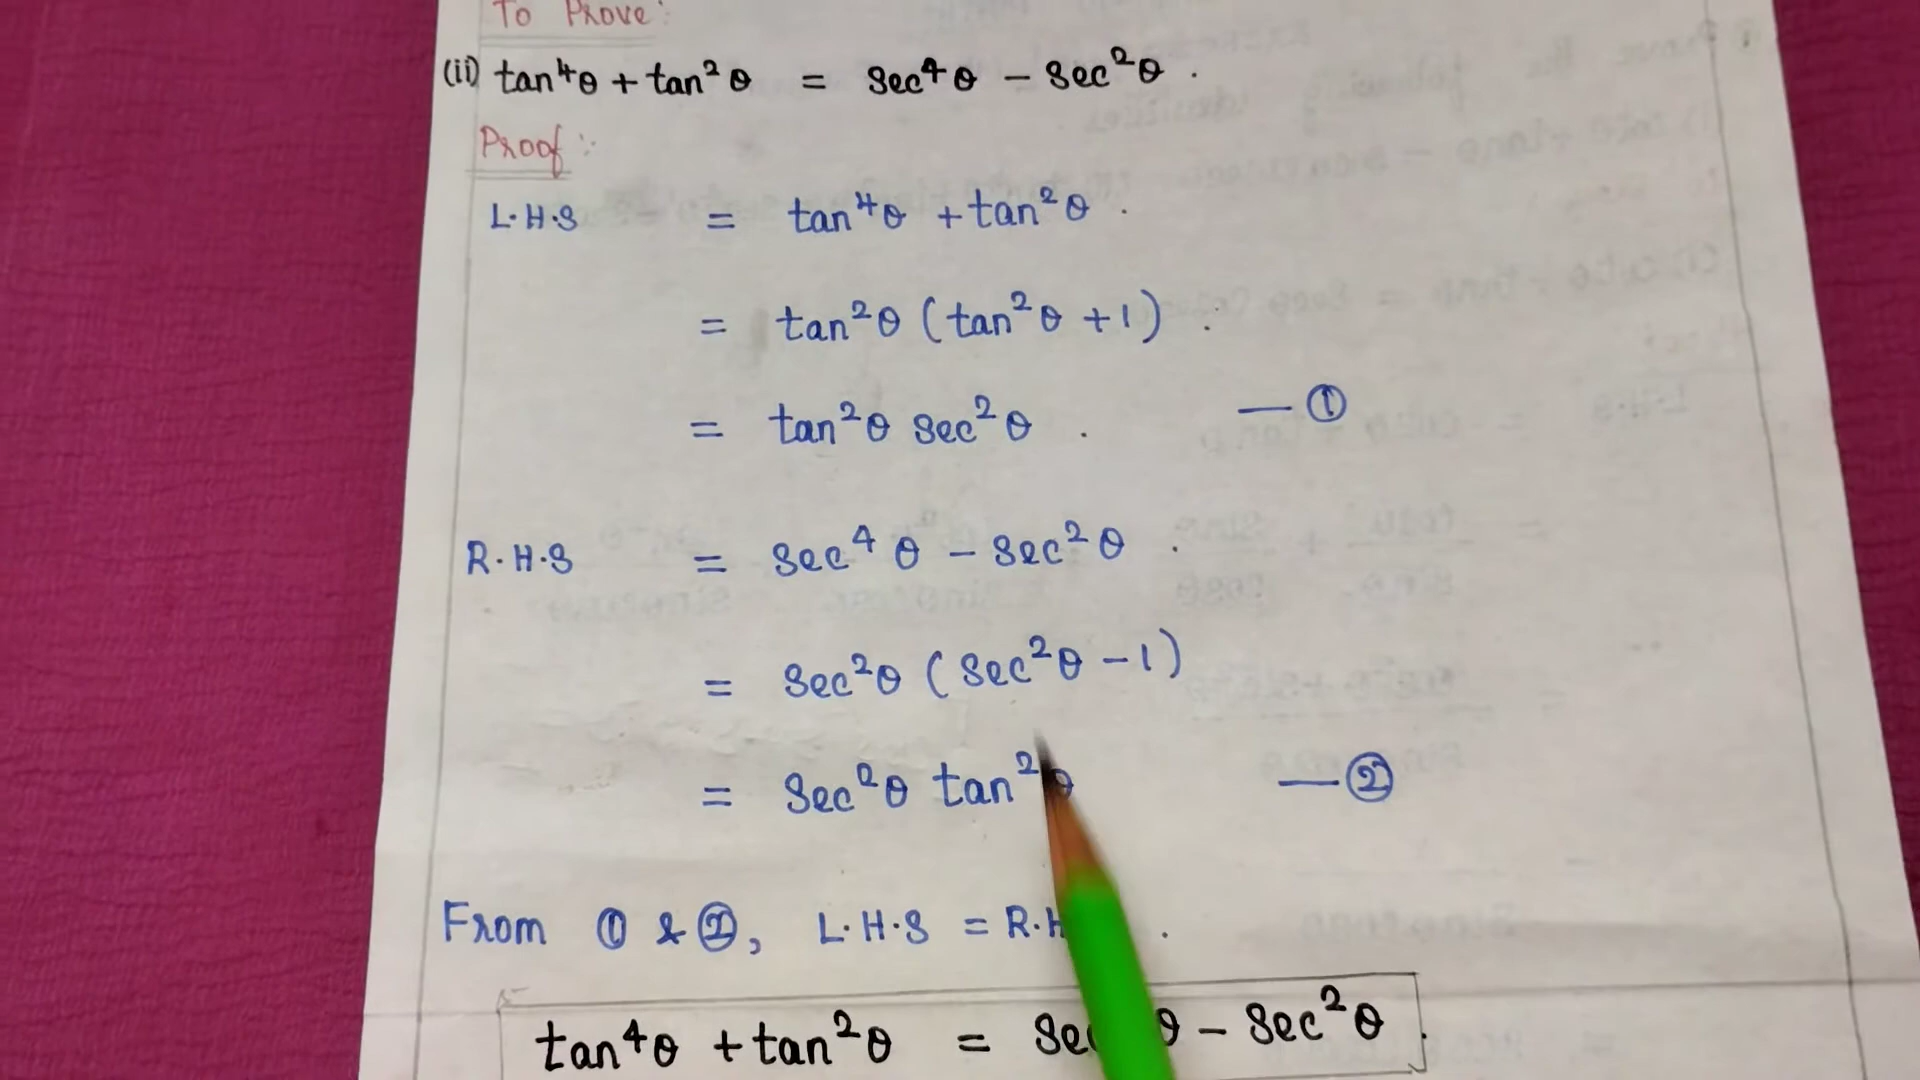 To Prove:
(ii) tan⁴θ + tan²θ = sec⁴θ − sec²θ.
Proof:
L.H.S = tan⁴θ + tan²θ.
= tan²θ (tan²θ + 1).
= tan²θ sec²θ. — ①
R.H.S = sec⁴θ − sec²θ.
= sec²θ (sec²θ − 1)
= sec²θ tan²θ — ②
From ① & ②, L.H.S = R.H .
tan⁴θ + tan²θ = sec θ − sec²θ.